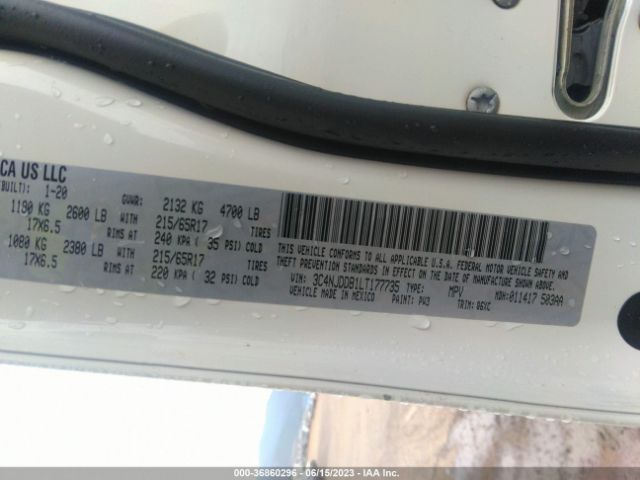 CA US LLC
(BUILT): 1-20 GVWR: 2132 KG 4700 LB
1180 KG 2600 LB WITH 215/65R17 TIRES
17X6.5 RIMS AT 240 KPA ( 35 PSI) COLD
1080 KG 2380 LB WITH 215/65R17 TIRES
17X6.5 RIMS AT 220 KPA ( 32 PSI) COLD
THIS VEHICLE CONFORMS TO ALL APPLICABLE U.S.A. FEDERAL MOTOR VEHICLE SAFETY AND
THEFT PREVENTION STANDARDS IN EFFECT ON THE DATE OF MANUFACTURE SHOWN ABOVE.
VIN: 3C4NJDDB1LT177735 TYPE: MPV MDH: 011417 503AA
VEHICLE MADE IN MEXICO PAINT: PW3 TRIM: B6XC
000-36860296 - 06/15/2023 - IAA Inc.